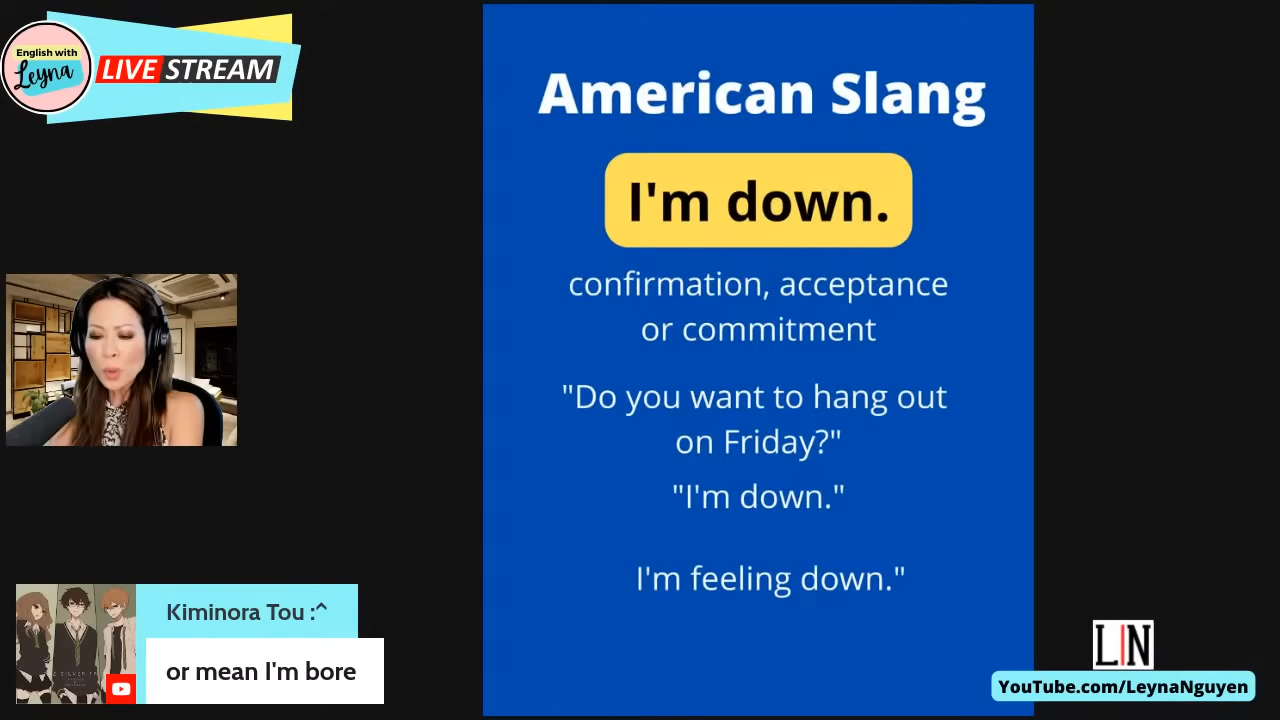 English with
Leyna
LIVE STREAM
American Slang
I'm down.
confirmation, acceptance
or commitment
"Do you want to hang out
on Friday?"
"I'm down."
I'm feeling down."
Kiminora Tou :^
or mean I'm bore
LIN
YouTube.com/LeynaNguyen